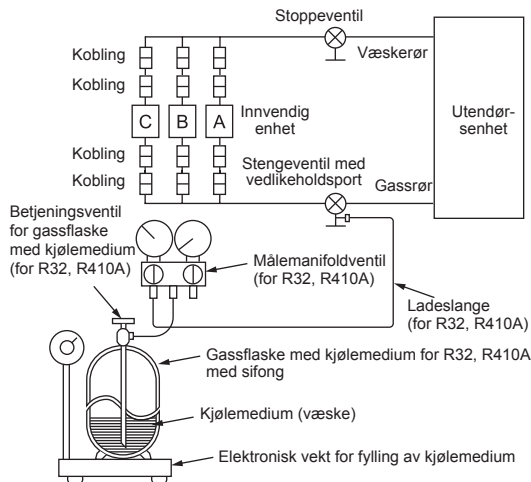 Stoppeventil
Kobling
Væskerør
Kobling
C B A
Innvendig
enhet
Utendør-
senhet
Kobling
Stengeventil med
vedlikeholdsport
Kobling
Gassrør
Betjeningsventil
for gassflaske
med kjølemedium
(for R32, R410A)
Målemanifoldventil
(for R32, R410A)
Ladeslange
(for R32, R410A)
Gassflaske med kjølemedium for R32, R410A
med sifong
Kjølemedium (væske)
Elektronisk vekt for fylling av kjølemedium